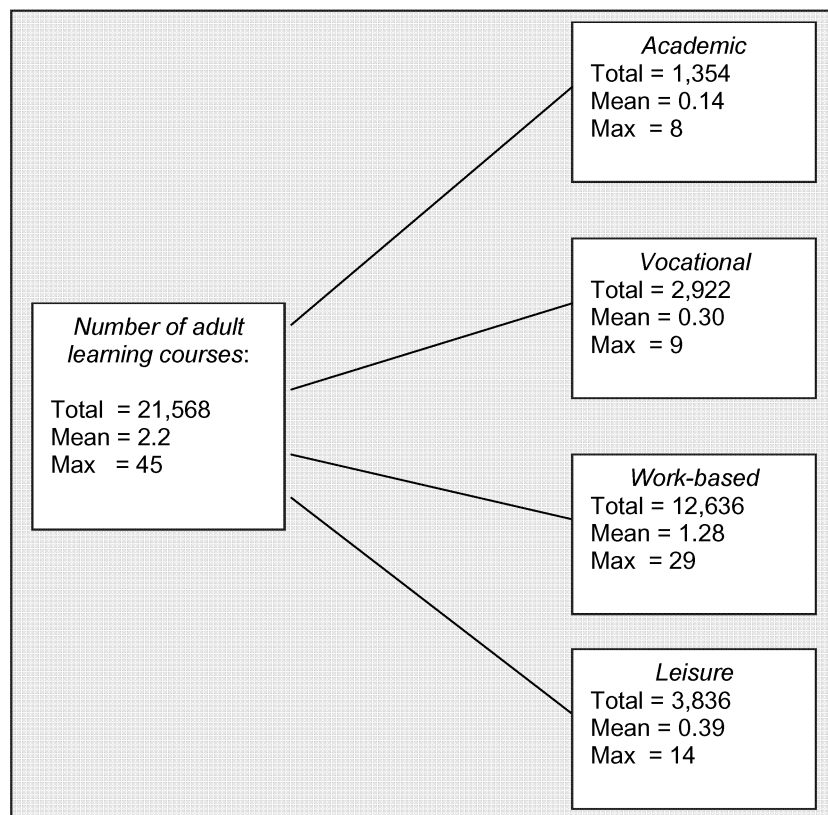 Number of adult
learning courses:
Total = 21,568
Mean = 2.2
Max = 45
Academic
Total = 1,354
Mean = 0.14
Max = 8
Vocational
Total = 2,922
Mean = 0.30
Max = 9
Work-based
Total = 12,636
Mean = 1.28
Max = 29
Leisure
Total = 3,836
Mean = 0.39
Max = 14